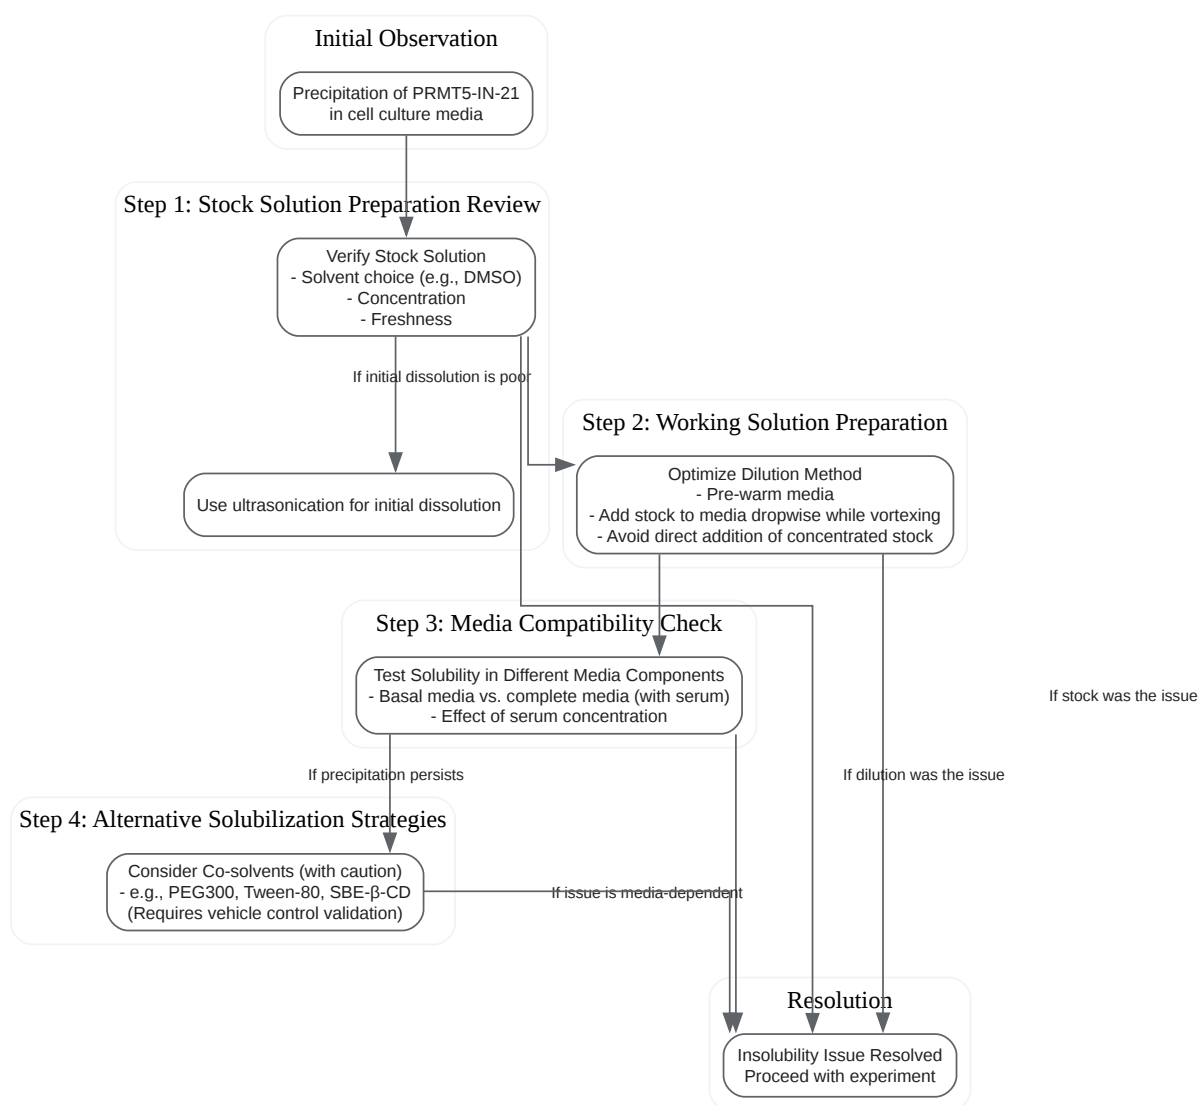 Initial Observation
Precipitation of PRMT5-IN-21
in cell culture media
Step 1: Stock Solution Preparation Review
Verify Stock Solution
- Solvent choice (e.g., DMSO)
- Concentration
- Freshness
If initial dissolution is poor
Use ultrasonication for initial dissolution
Step 2: Working Solution Preparation
Optimize Dilution Method
- Pre-warm media
- Add stock to media dropwise while vortexing
- Avoid direct addition of concentrated stock
Step 3: Media Compatibility Check
Test Solubility in Different Media Components
- Basal media vs. complete media (with serum)
- Effect of serum concentration
If stock was the issue
If precipitation persists
If dilution was the issue
Step 4: Alternative Solubilization Strategies
Consider Co-solvents (with caution)
- e.g., PEG300, Tween-80, SBE-β-CD
(Requires vehicle control validation)
If issue is media-dependent
Resolution
Insolubility Issue Resolved
Proceed with experiment